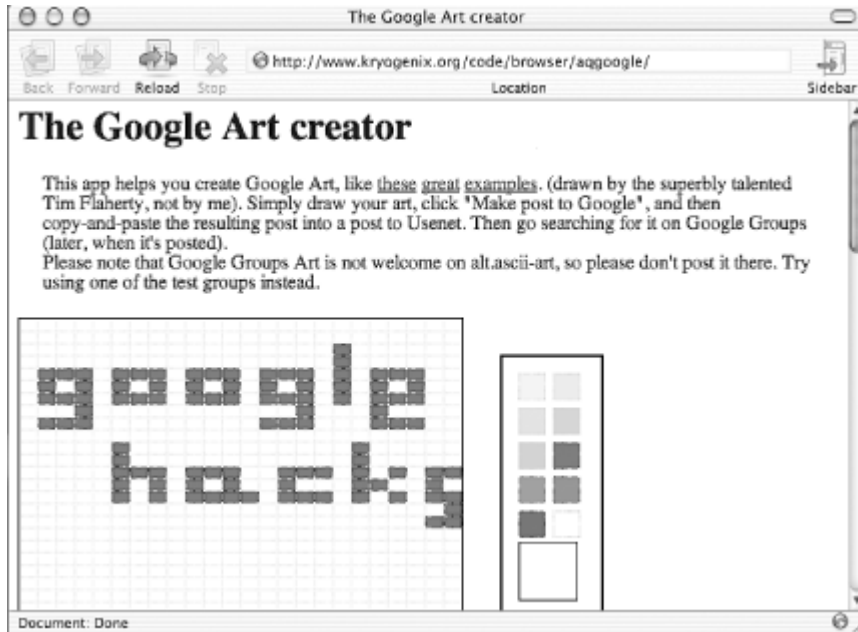 The Google Art creator
http://www.kryogenix.org/code/browser/aqgoogle/
Back Forward Reload Stop Location Sidebar
The Google Art creator
This app helps you create Google Art, like these great examples. (drawn by the superbly talented
Tim Flaherty, not by me). Simply draw your art, click "Make post to Google", and then
copy-and-paste the resulting post into a post to Usenet. Then go searching for it on Google Groups
(later, when it's posted).
Please note that Google Groups Art is not welcome on alt.ascii-art, so please don't post it there. Try
using one of the test groups instead.
google
hacks
Document: Done